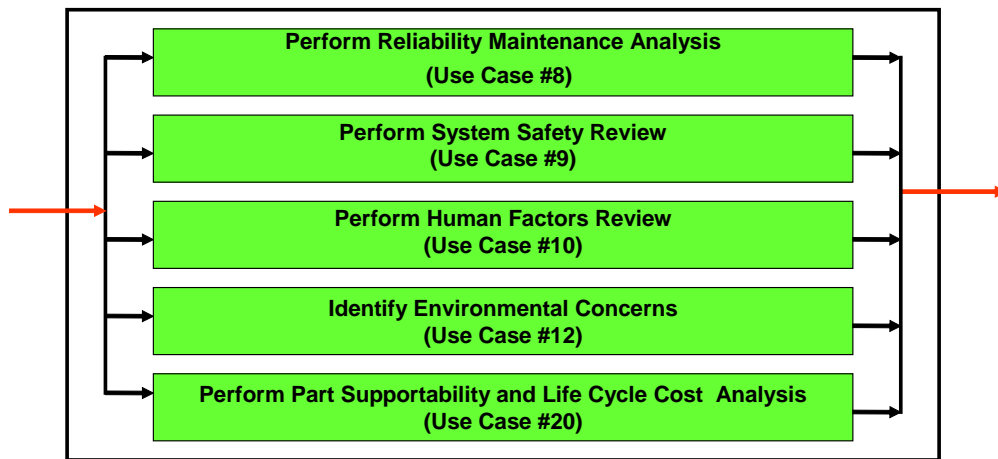 Perform Reliability Maintenance Analysis
(Use Case #8)
Perform System Safety Review
(Use Case #9)
Perform Human Factors Review
(Use Case #10)
Identify Environmental Concerns
(Use Case #12)
Perform Part Supportability and Life Cycle Cost  Analysis
(Use Case #20)